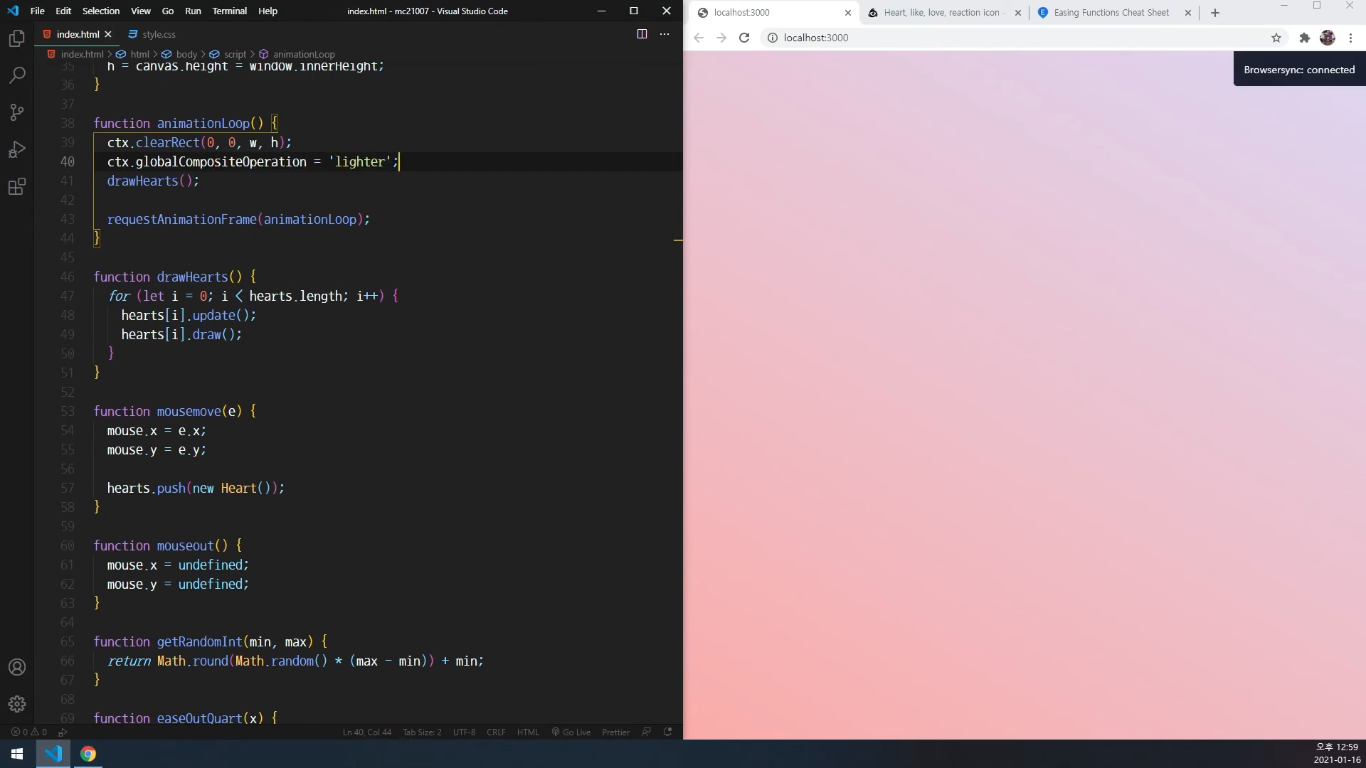 File Edit Selection View Go Run Terminal Help index.html - mc21007 - Visual Studio Code
index.html style.css
index.html > html > body > script > animationLoop
35 h = canvas.height = window.innerHeight;
36 }
37
38 function animationLoop() {
39 ctx.clearRect(0, 0, w, h);
40 ctx.globalCompositeOperation = 'lighter';
41 drawHearts();
42
43 requestAnimationFrame(animationLoop);
44 }
45
46 function drawHearts() {
47 for (let i = 0; i < hearts.length; i++) {
48 hearts[i].update();
49 hearts[i].draw();
50 }
51 }
52
53 function mousemove(e) {
54 mouse.x = e.x;
55 mouse.y = e.y;
56
57 hearts.push(new Heart());
58 }
59
60 function mouseout() {
61 mouse.x = undefined;
62 mouse.y = undefined;
63 }
64
65 function getRandomInt(min, max) {
66 return Math.round(Math.random() * (max - min)) + min;
67 }
68
69 function easeOutQuart(x) {
0 0 Ln 40, Col 44 Tab Size: 2 UTF-8 CRLF HTML Go Live Prettier
localhost:3000 Heart, like, love, reaction icon - Easing Functions Cheat Sheet
localhost:3000
Browsersync: connected
오후 12:59
2021-01-16